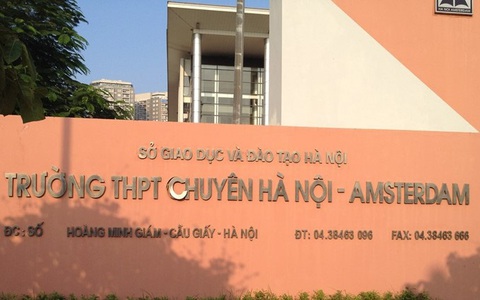 SỞ GIÁO DỤC VÀ ĐÀO TẠO HÀ NỘI
TRƯỜNG THPT CHUYÊN HÀ NỘI - AMSTERDAM
ĐC: SỐ HOÀNG MINH GIÁM - CẦU GIẤY - HÀ NỘI ĐT: 04.38463 096 FAX: 04.38463 666